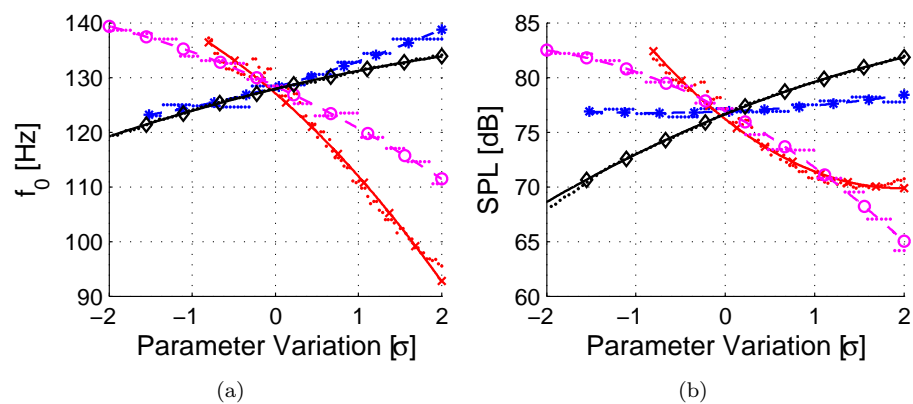 140
130
120
110
100
90
f0 [Hz]
−2 −1 0 1 2
Parameter Variation [σ]
(a)
90
85
80
75
70
65
60
SPL [dB]
−2 −1 0 1 2
Parameter Variation [σ]
(b)